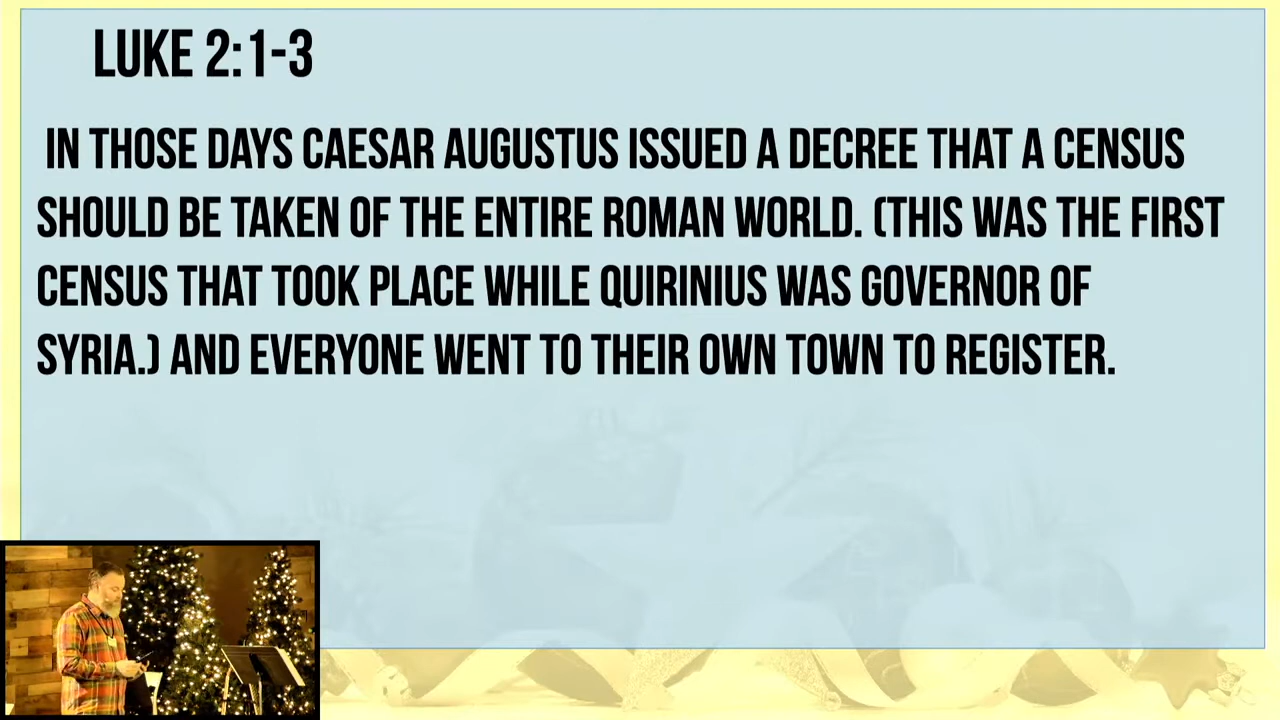 LUKE 2:1-3
IN THOSE DAYS CAESAR AUGUSTUS ISSUED A DECREE THAT A CENSUS
SHOULD BE TAKEN OF THE ENTIRE ROMAN WORLD. (THIS WAS THE FIRST
CENSUS THAT TOOK PLACE WHILE QUIRINIUS WAS GOVERNOR OF
SYRIA.) AND EVERYONE WENT TO THEIR OWN TOWN TO REGISTER.